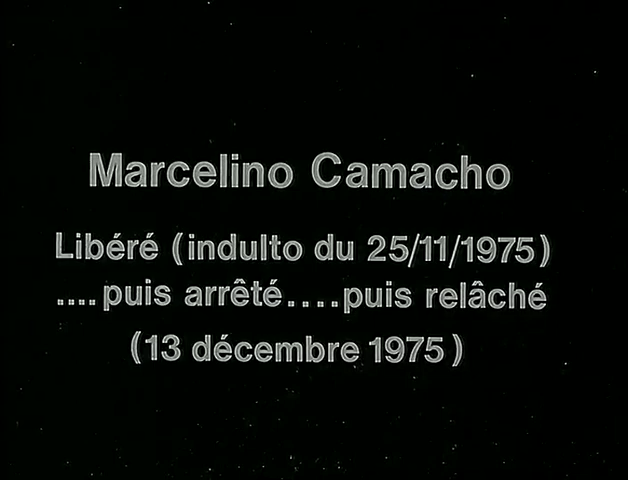 Marcelino Camacho
Libéré (indulto du 25/11/1975)
....puis arrêté....puis relâché
(13 décembre 1975)